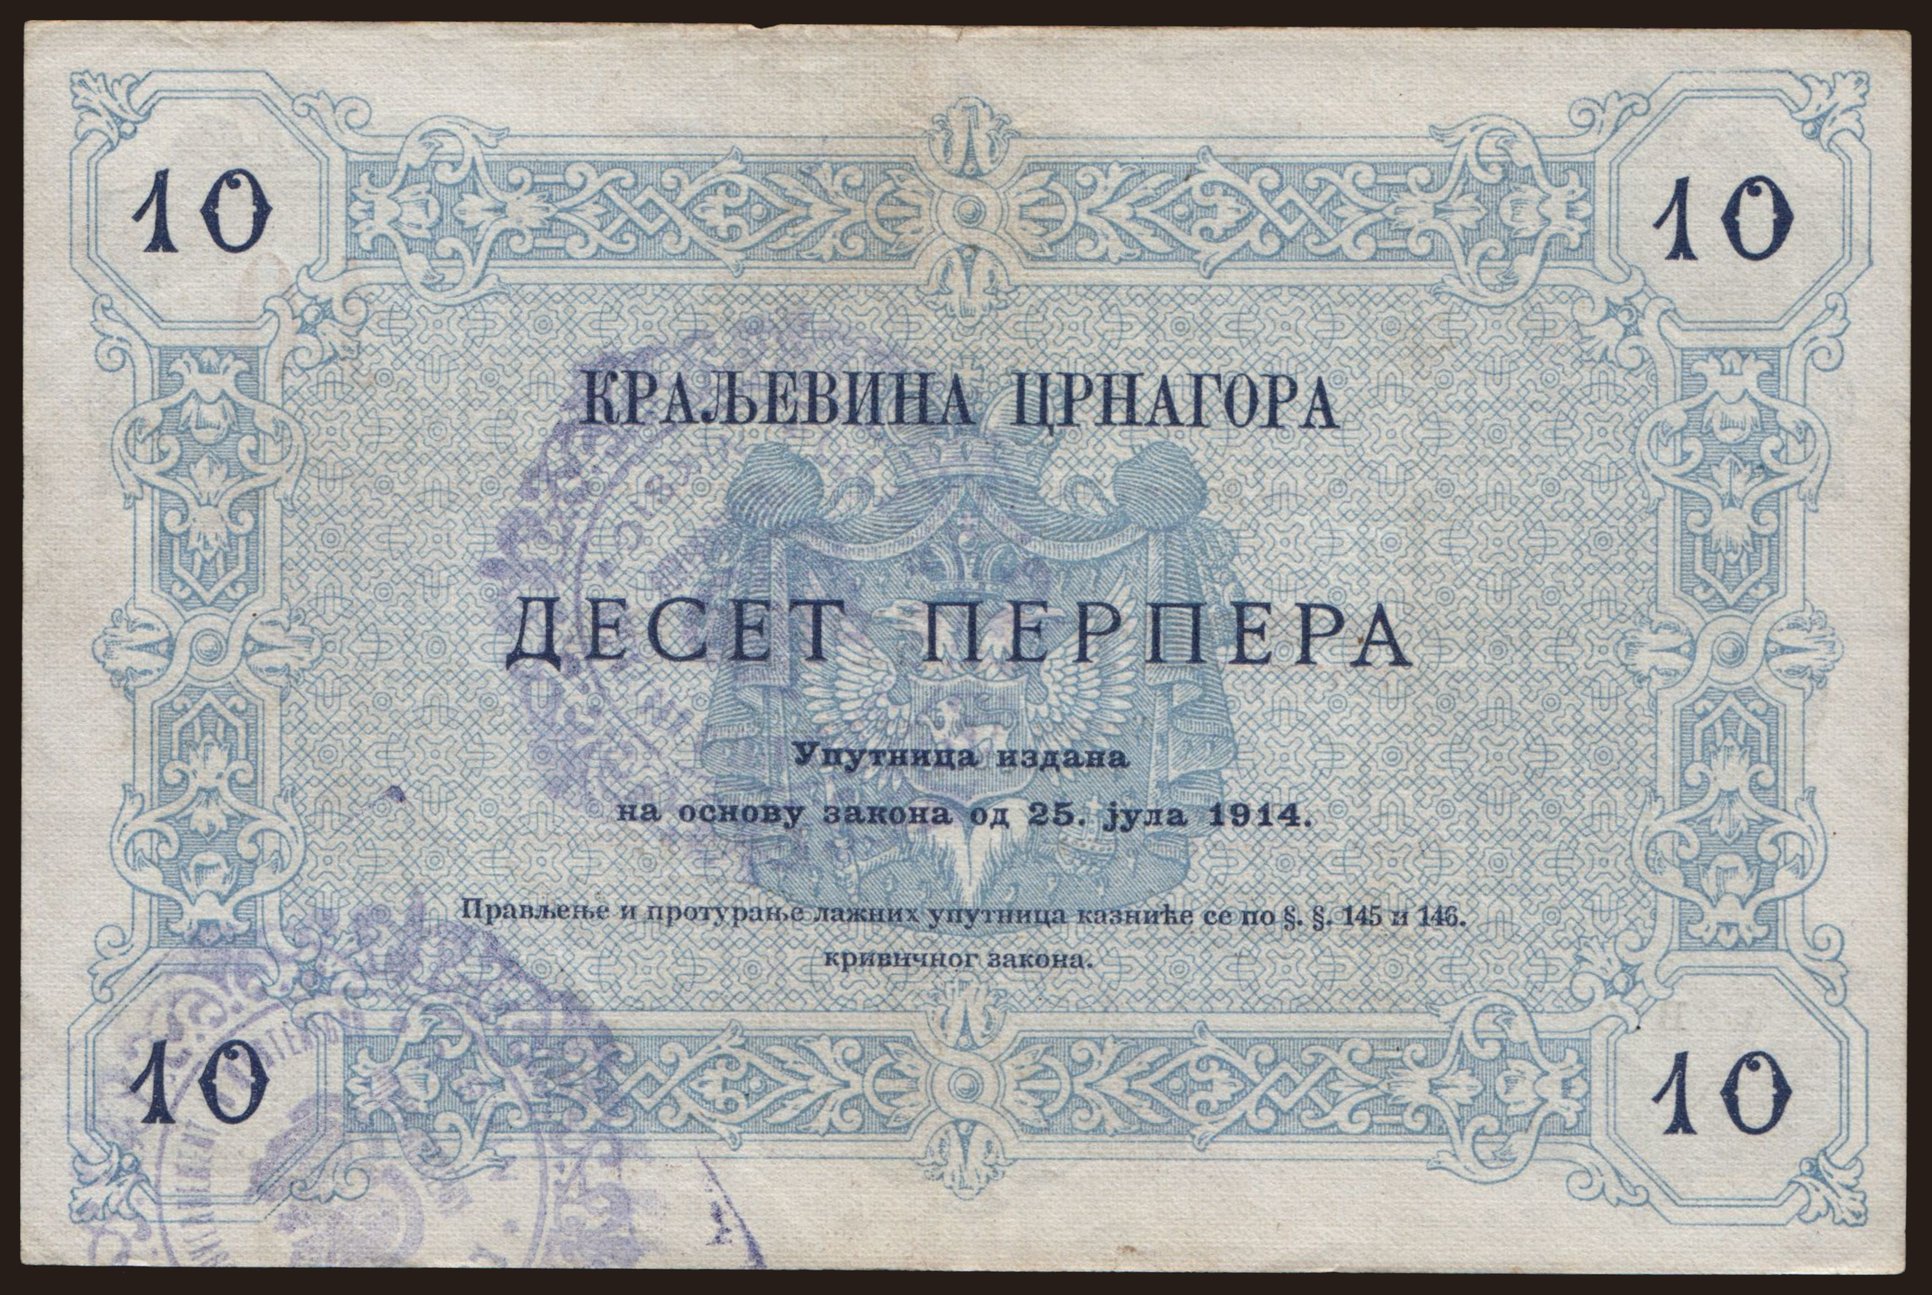 10 10
КРАЉЕВИНА ЦРНАГОРА
ДЕСЕТ ПЕРПЕРА
Упутница издана
на основу закона од 25. јула 1914.
Прављење и протурање лажних упутница казниће се по §. §. 145 и 146.
кривичног закона.
10 10